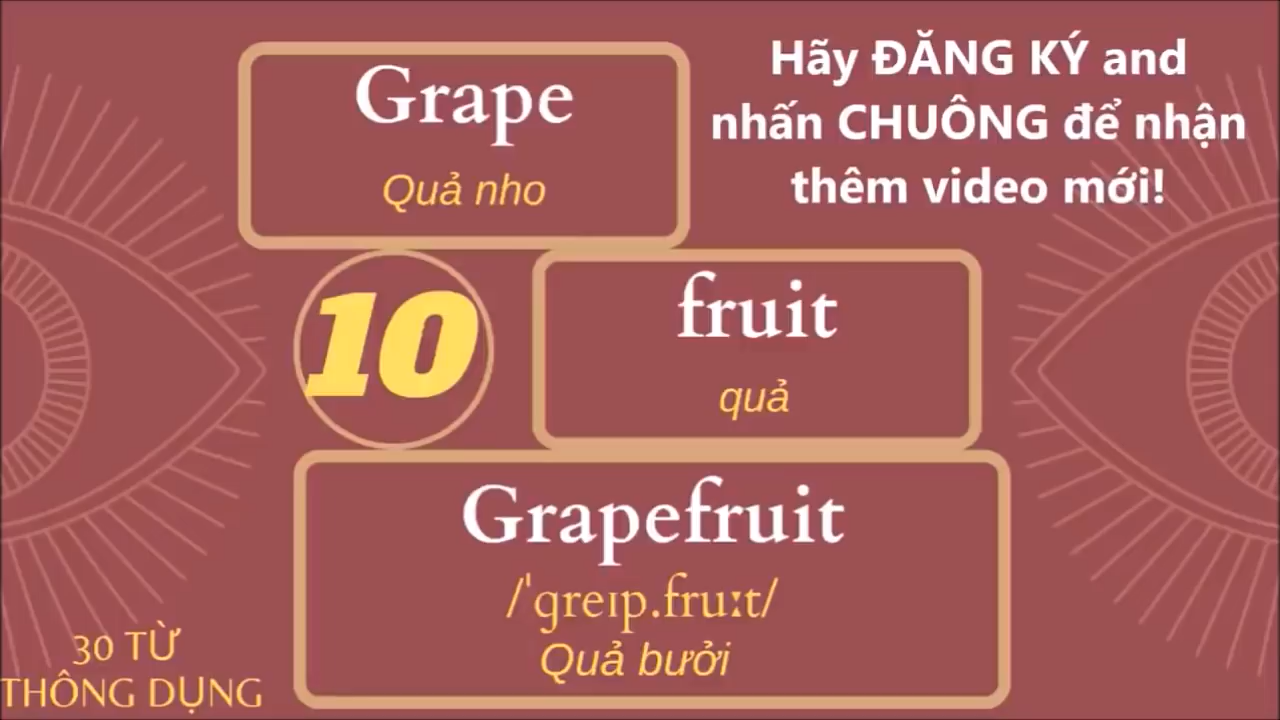 Grape
Quả nho
Hãy ĐĂNG KÝ and
nhấn CHUÔNG để nhận
thêm video mới!
10
fruit
quả
Grapefruit
/ˈɡreɪp.fruːt/
Quả bưởi
30 TỪ
THÔNG DỤNG